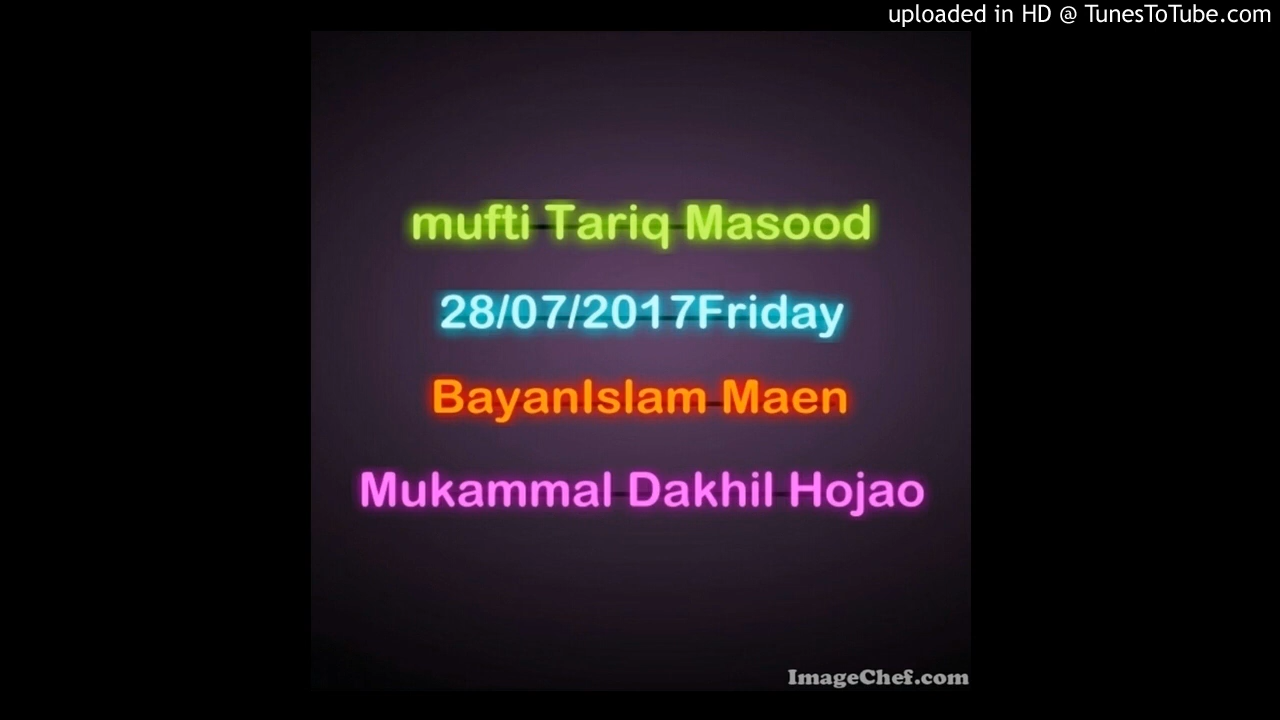 uploaded in HD @ TunesToTube.com
mufti Tariq Masood
28/07/2017Friday
BayanIslam Maen
Mukammal Dakhil Hojao
ImageChef.com